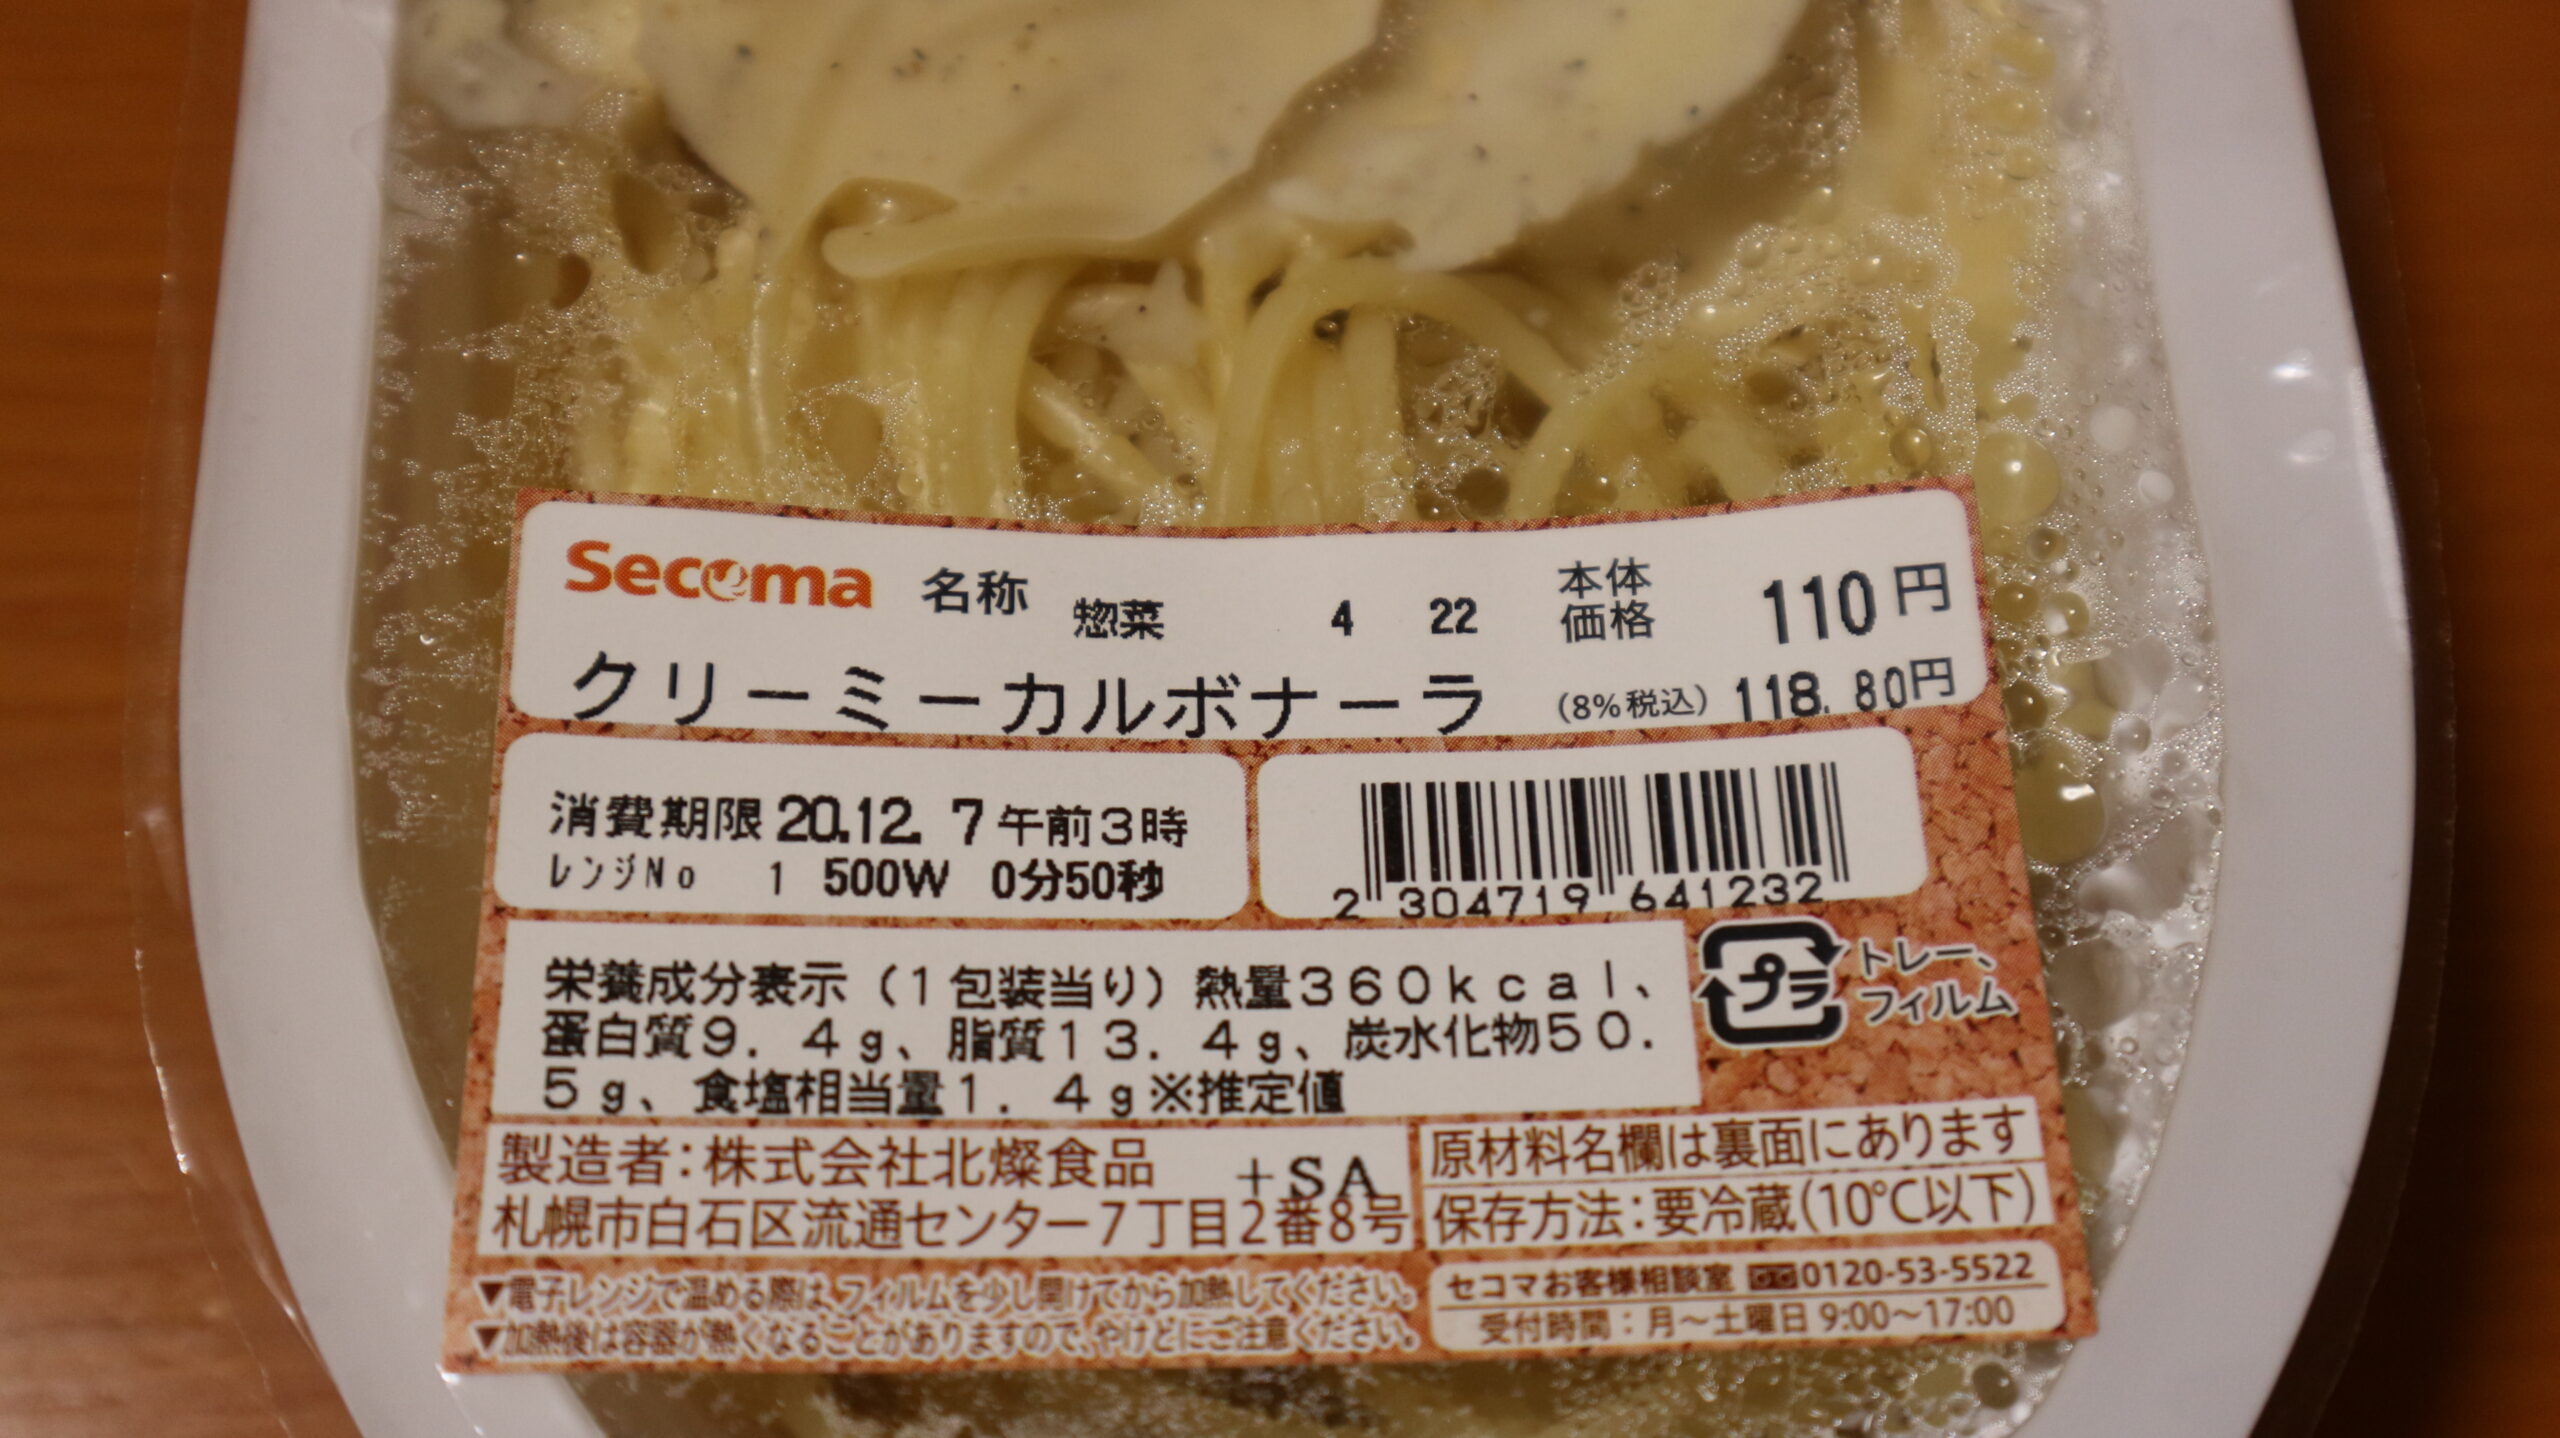 Secoma 名称 惣菜 4 22 本体価格 110円
クリーミーカルボナーラ (8%税込) 118.80円
消費期限 20.12. 7 午前3時
レンジNo 1 500W 0分50秒
2 304719 641232
栄養成分表示（1包装当り）熱量360kcal、
蛋白質9.4g、脂質13.4g、炭水化物50.
5g、食塩相当量1.4g※推定値
プラ トレー、
フィルム
製造者:株式会社北燦食品 +SA
札幌市白石区流通センター7丁目2番8号
原材料名欄は裏面にあります
保存方法:要冷蔵(10℃以下)
▼電子レンジで温める際は、フィルムを少し開けてから加熱してください。
▼加熱後は容器が熱くなることがありますので、やけどにご注意ください。
セコマお客様相談室 0120-53-5522
受付時間：月〜土曜日 9:00〜17:00